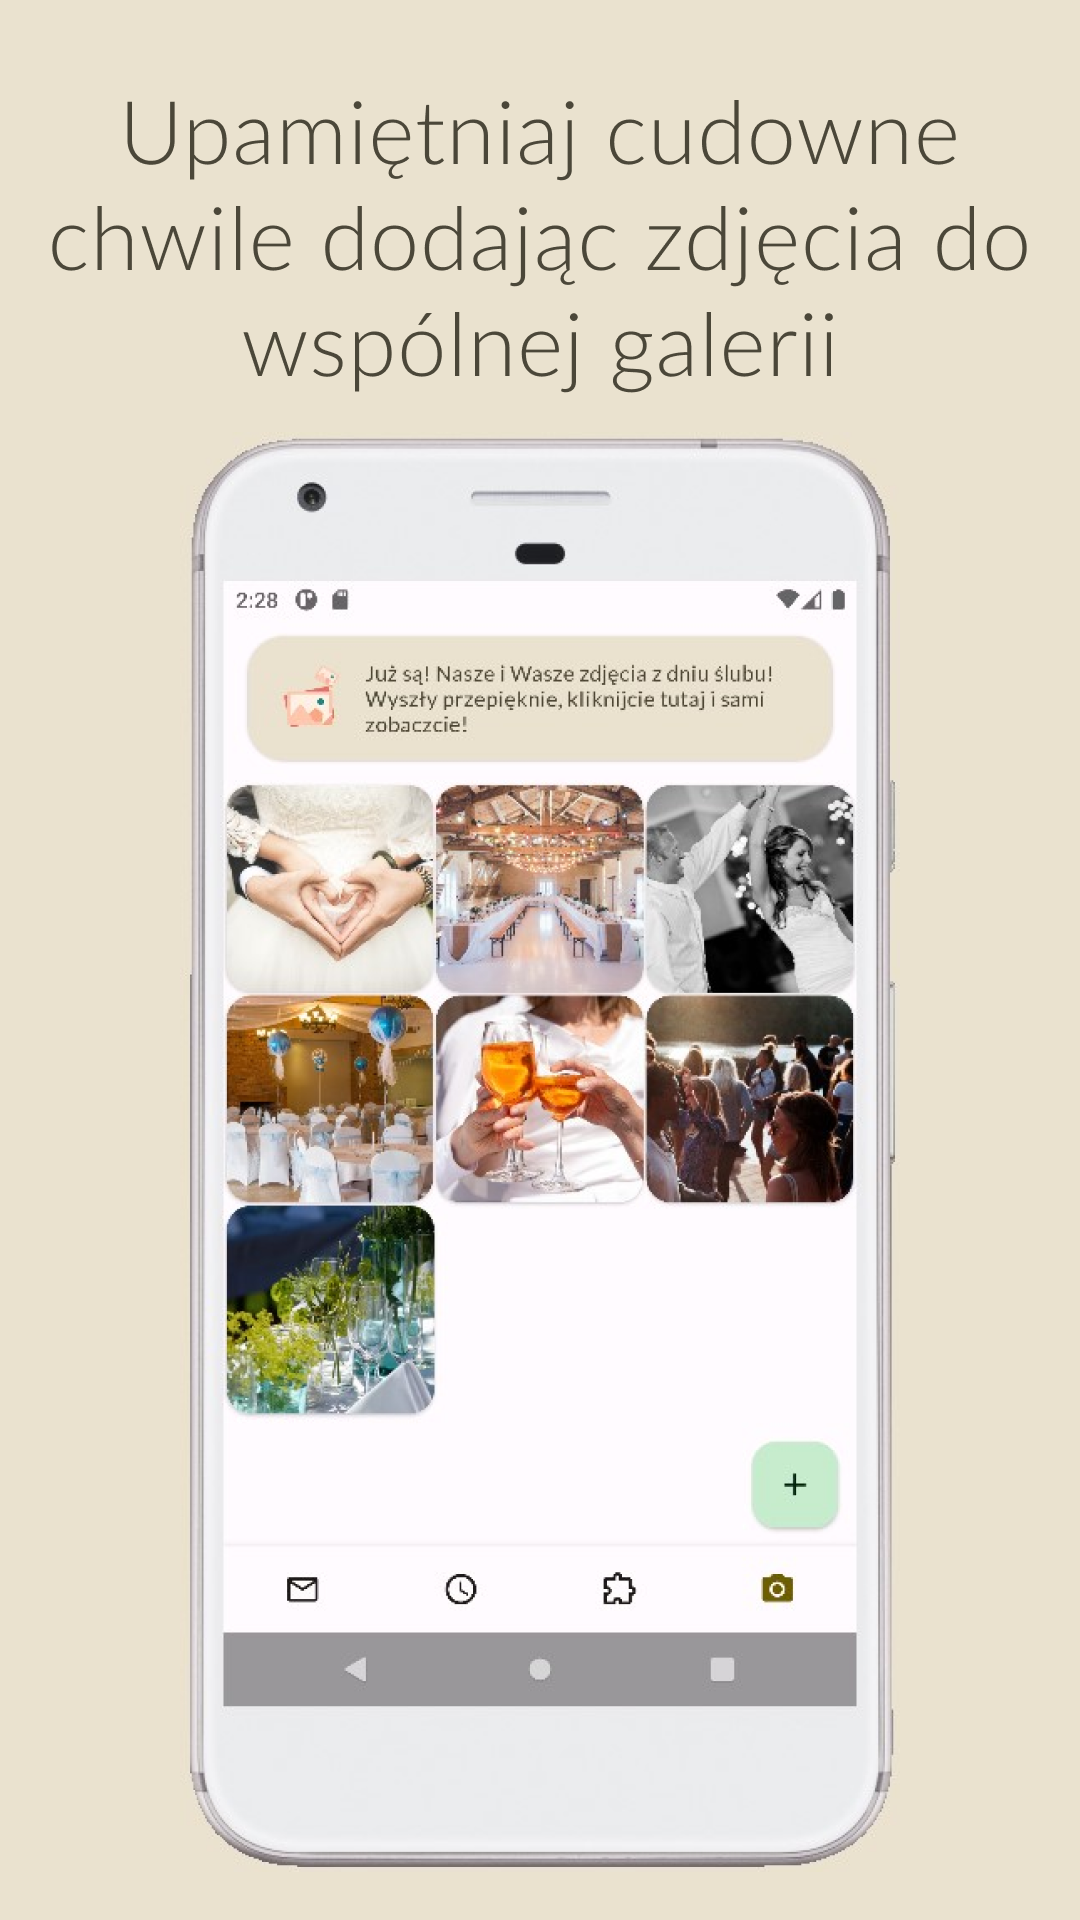 Upamiętniaj cudowne
chwile dodając zdjęcia do
wspólnej galerii
2:28
Już są! Nasze i Wasze zdjęcia z dniu ślubu!
Wyszły przepięknie, kliknijcie tutaj i sami
zobaczcie!
+